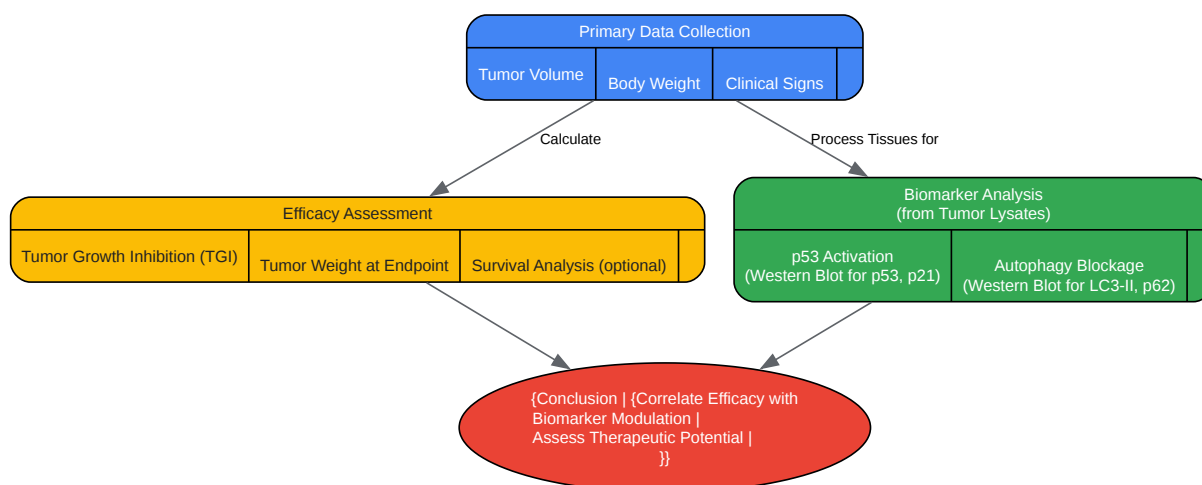 Primary Data Collection
Tumor Volume
Body Weight
Clinical Signs
Calculate
Process Tissues for
Efficacy Assessment
Tumor Growth Inhibition (TGI)
Tumor Weight at Endpoint
Survival Analysis (optional)
Biomarker Analysis
(from Tumor Lysates)
p53 Activation
(Western Blot for p53, p21)
Autophagy Blockage
(Western Blot for LC3-II, p62)
{Conclusion | {Correlate Efficacy with
Biomarker Modulation |
Assess Therapeutic Potential |
}}